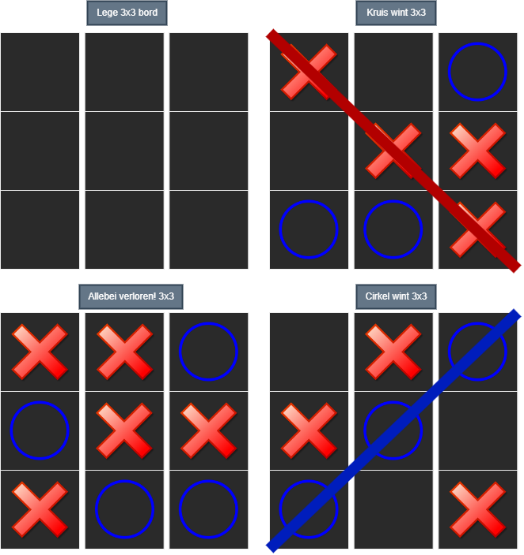 Lege 3x3 bord
Kruis wint 3x3
Allebei verloren! 3x3
Cirkel wint 3x3